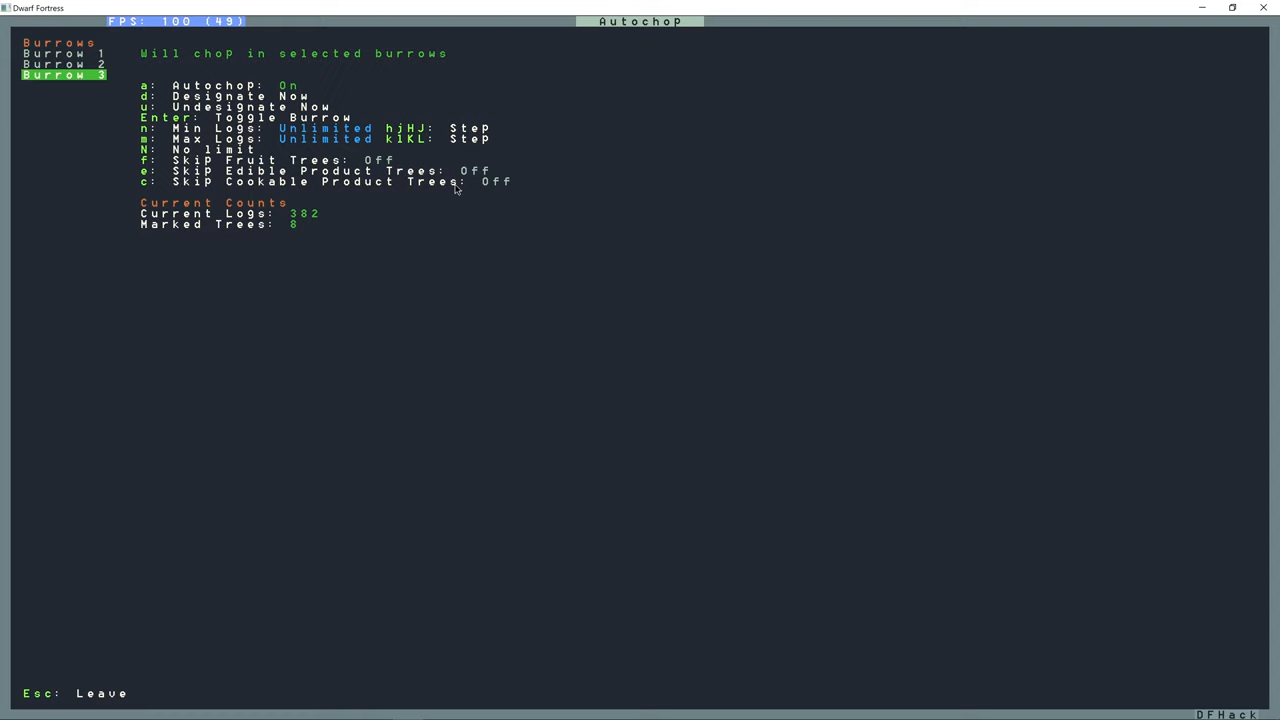 Dwarf Fortress
FPS: 100 (49)
Autochop
Burrows
Burrow 1
Burrow 2
Burrow 3
Will chop in selected burrows
a: Autochop: On
d: Designate Now
u: Undesignate Now
Enter: Toggle Burrow
n: Min Logs: Unlimited hjHJ: Step
m: Max Logs: Unlimited klKL: Step
N: No limit
f: Skip Fruit Trees: Off
e: Skip Edible Product Trees: Off
c: Skip Cookable Product Trees: Off
Current Counts
Current Logs: 382
Marked Trees: 8
Esc: Leave
DFHack